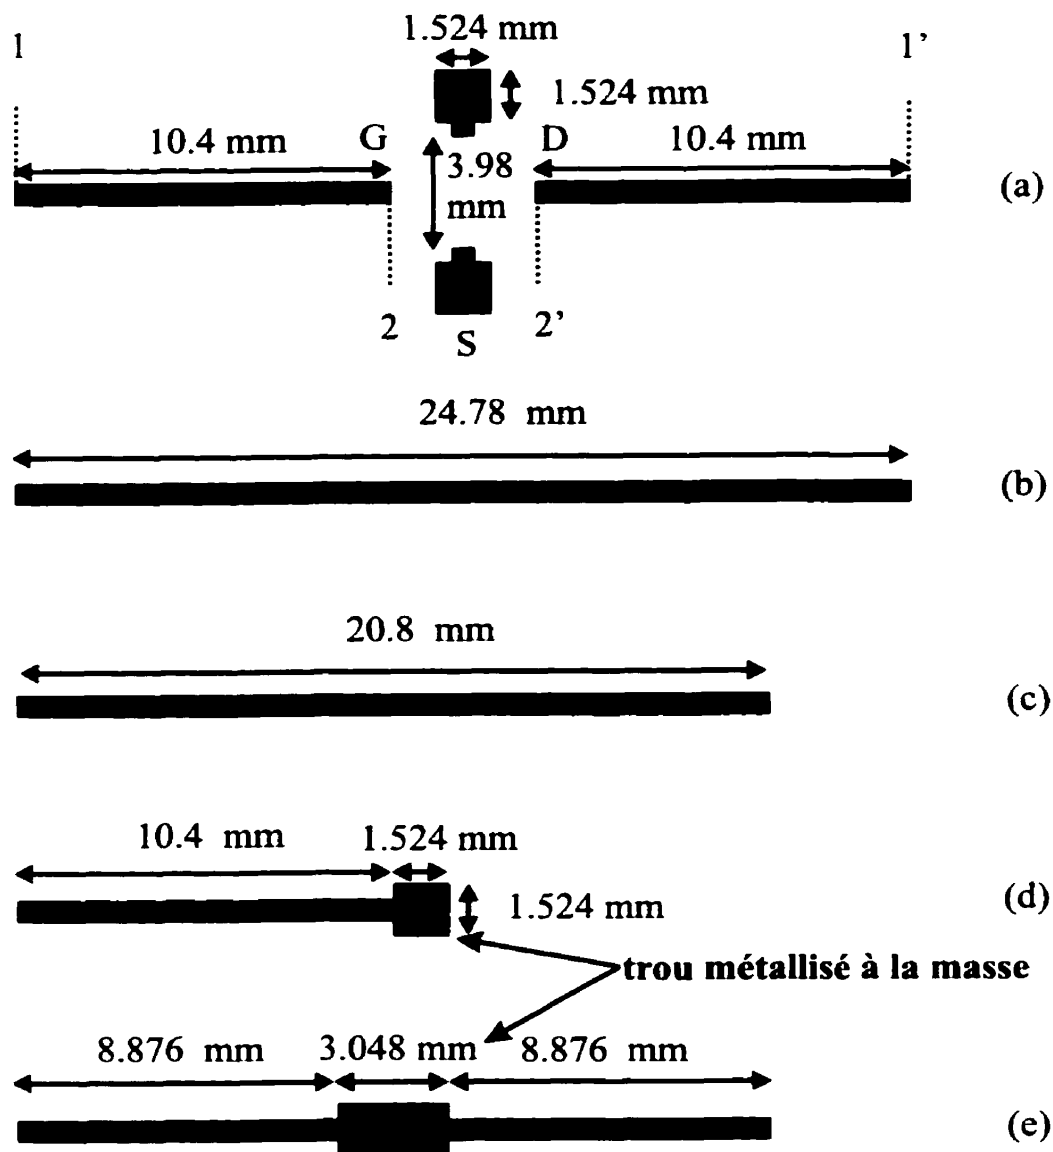 1
1.524 mm
1'
1.524 mm
10.4 mm
G
D
10.4 mm
3.98
mm
(a)
2
S
2'
24.78 mm
(b)
20.8 mm
(c)
10.4 mm
1.524 mm
1.524 mm
(d)
trou métallisé à la masse
8.876 mm
3.048 mm
8.876 mm
(e)